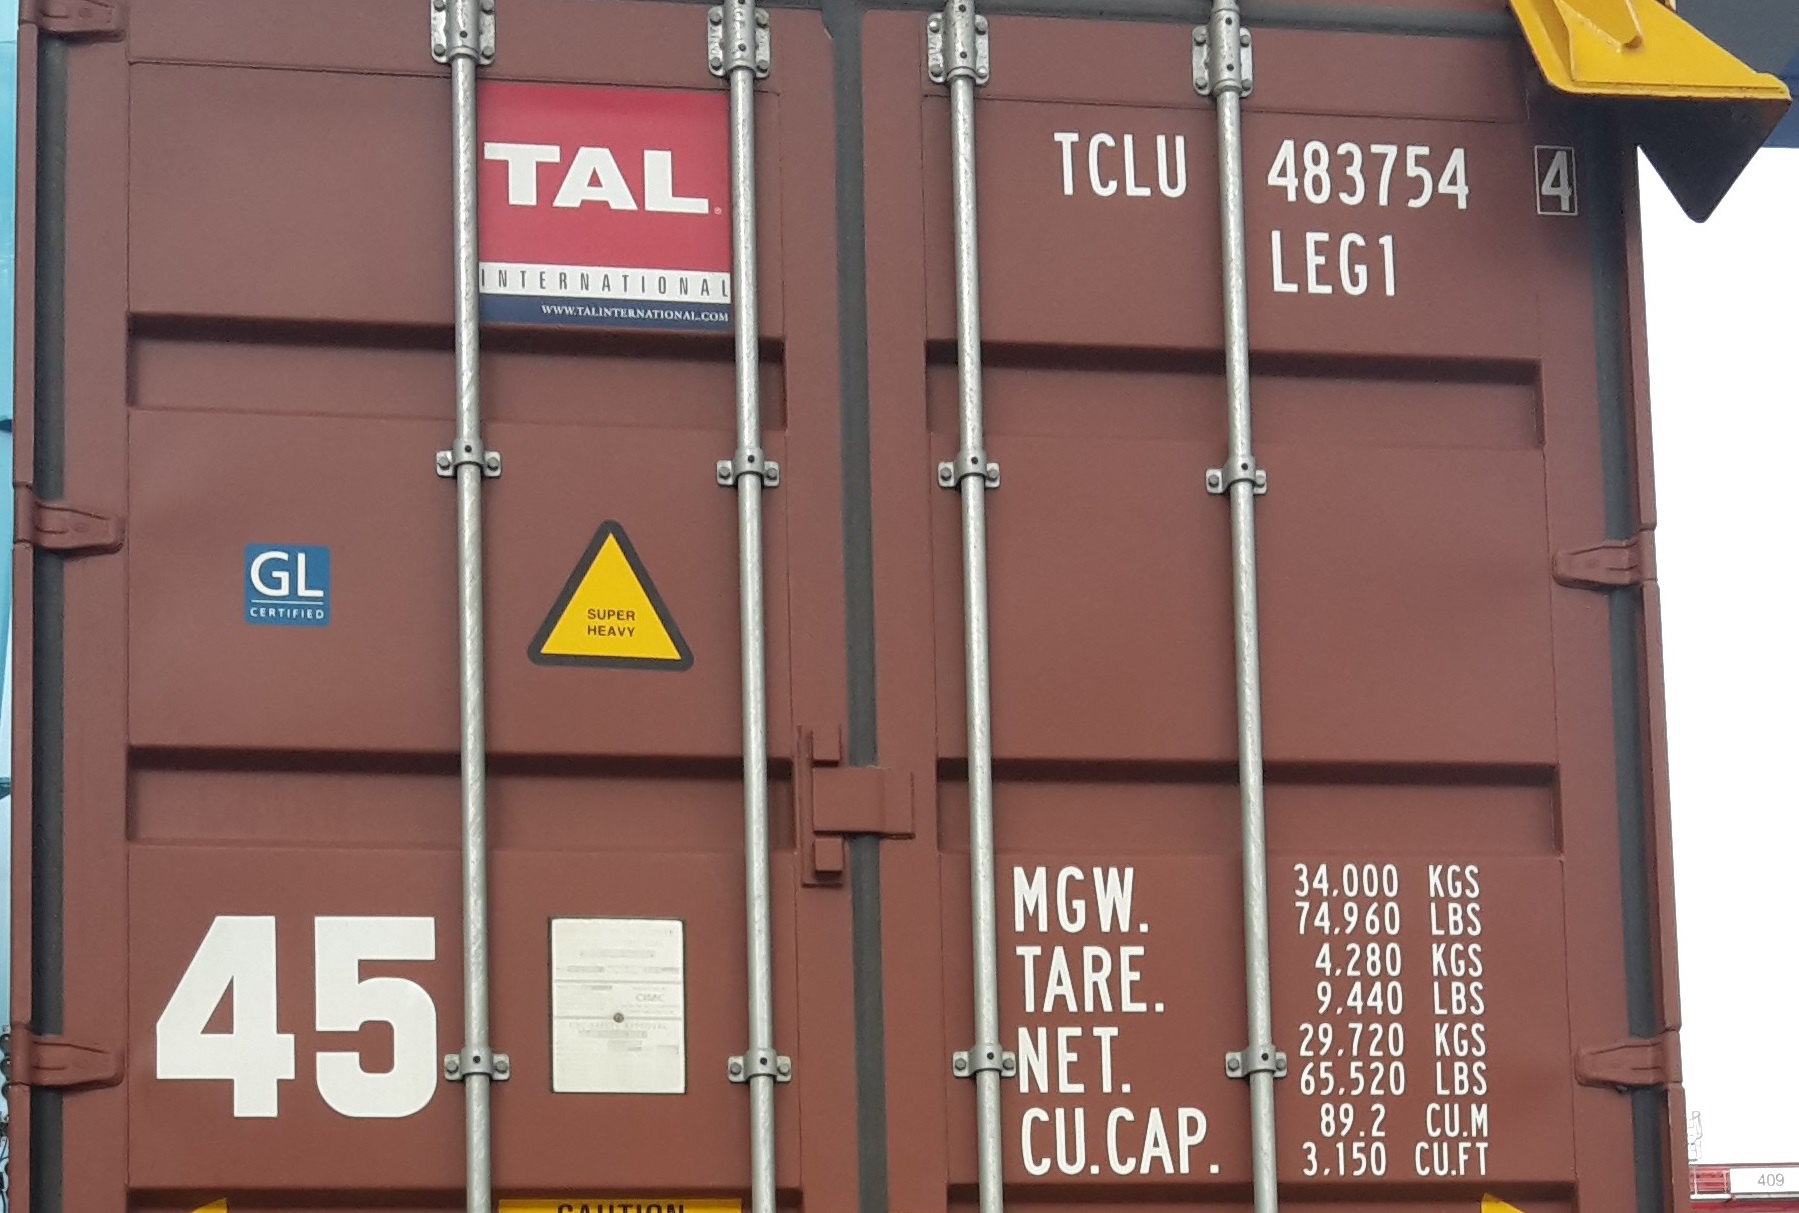 TAL
INTERNATIONAL
WWW.TALINTERNATIONAL.COM
TCLU 483754 4
LEG1
GL
CERTIFIED
SUPER
HEAVY
45
CIMC
MGW. 34,000 KGS
74,960 LBS
TARE. 4,280 KGS
9,440 LBS
NET. 29,720 KGS
65,520 LBS
CU.CAP. 89.2 CU.M
3,150 CU.FT
CAUTION
409